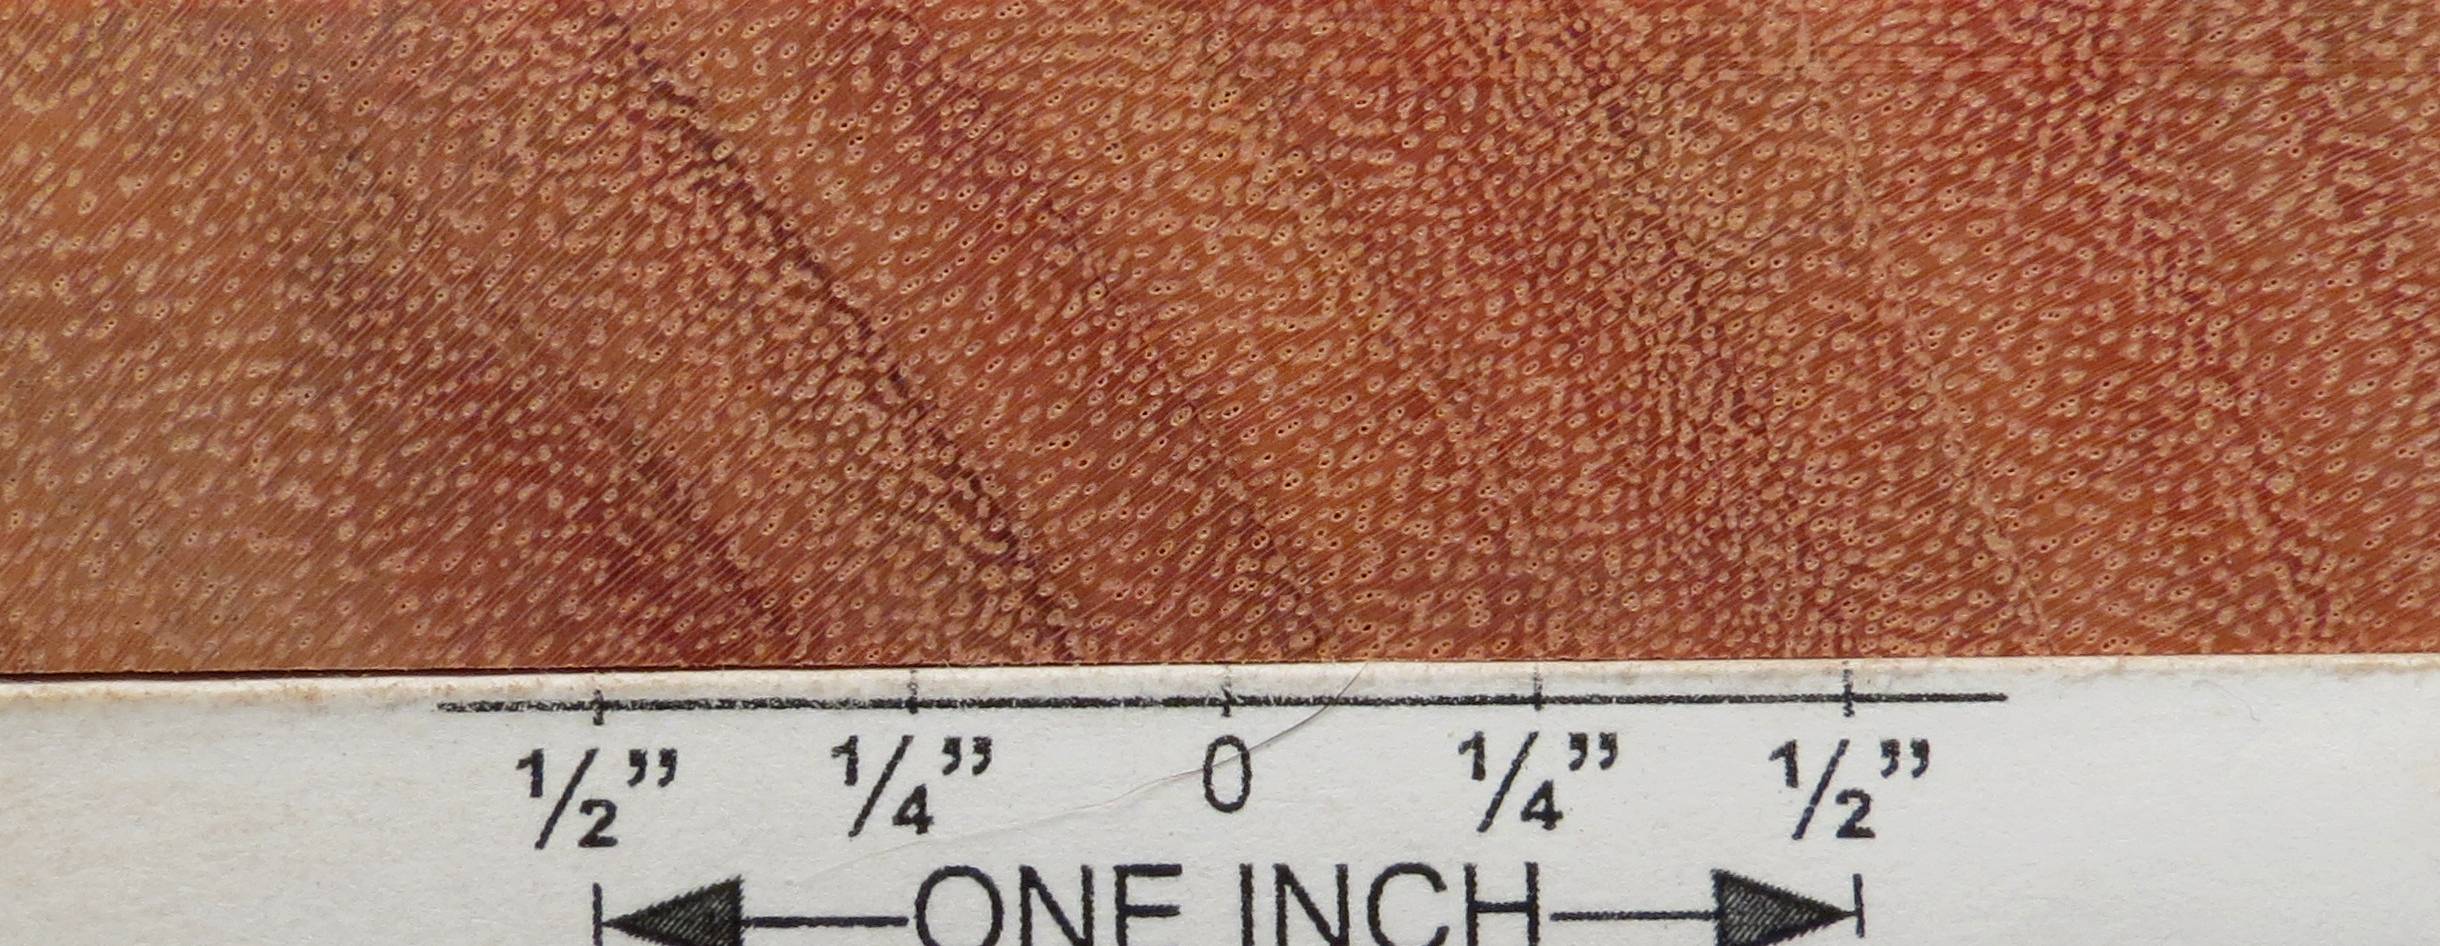 1/2” 1/4” 0 1/4” 1/2”
ONE INCH